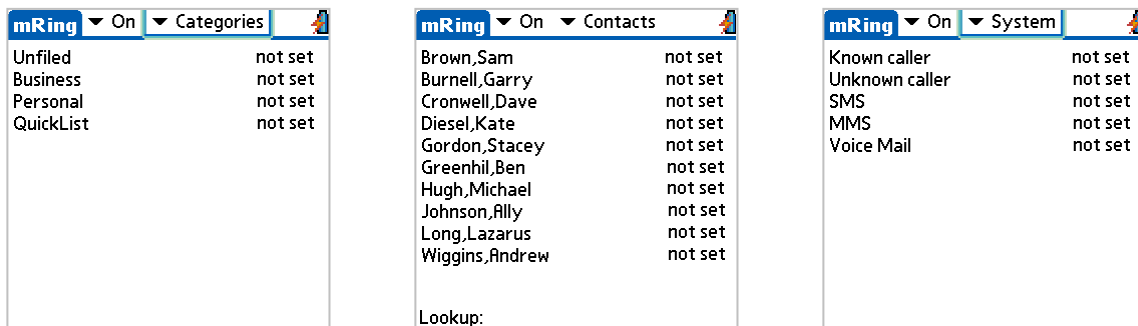 mRing On Categories
Unfiled not set
Business not set
Personal not set
QuickList not set
mRing On Contacts
Brown,Sam not set
Burnell,Garry not set
Cronwell,Dave not set
Diesel,Kate not set
Gordon,Stacey not set
Greenhil,Ben not set
Hugh,Michael not set
Johnson,Ally not set
Long,Lazarus not set
Wiggins,Andrew not set
Lookup:
mRing On System
Known caller not set
Unknown caller not set
SMS not set
MMS not set
Voice Mail not set